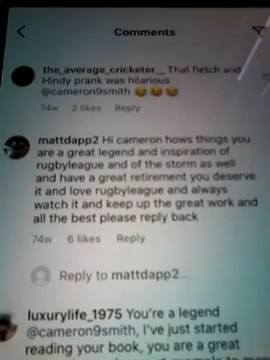 Comments
the_average_cricketer__ That fletch and
Hindy prank was hilarious
@cameron9smith
74w 2 likes Reply
mattdapp2 Hi cameron hows things you
are a great legend and inspiration of
rugbyleague and of the storm as well
and have a great retirement you deserve
it and love rugbyleague and always
watch it and keep up the great work and
all the best please reply back
74w 6 likes Reply
Reply to mattdapp2...
luxurylife_1975 You're a legend
@cameron9smith, I've just started
reading your book, you are a great